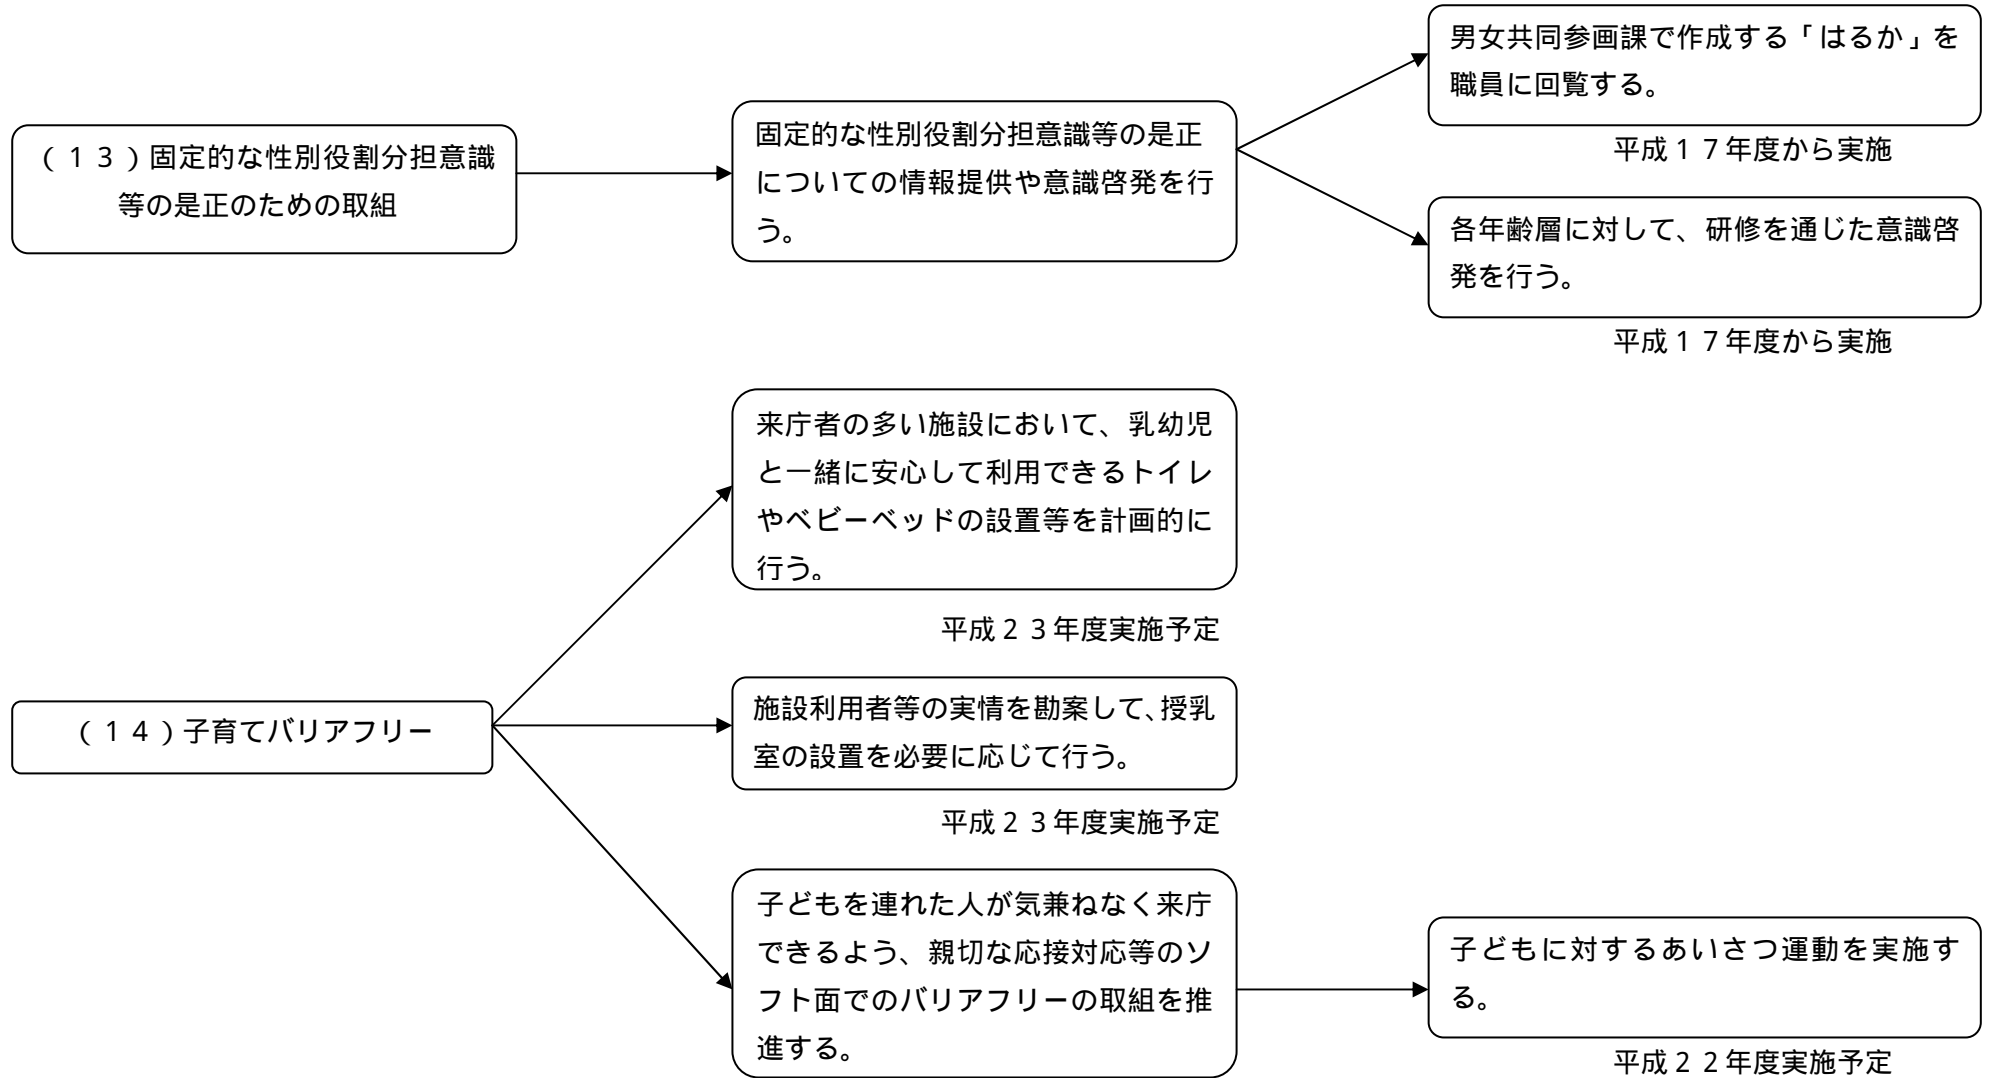 (13)固定的な性別役割分担意識
等の是正のための取組
固定的な性別役割分担意識等の是正
についての情報提供や意識啓発を行
う。
男女共同参画課で作成する「はるか」を
職員に回覧する。
平成17年度から実施
各年齢層に対して、研修を通じた意識啓
発を行う。
平成17年度から実施
(14)子育てバリアフリー
来庁者の多い施設において、乳幼児
と一緒に安心して利用できるトイレ
やベビーベッドの設置等を計画的に
行う。
平成23年度実施予定
施設利用者等の実情を勘案して、授乳
室の設置を必要に応じて行う。
平成23年度実施予定
子どもを連れた人が気兼ねなく来庁
できるよう、親切な応接対応等のソ
フト面でのバリアフリーの取組を推
進する。
子どもに対するあいさつ運動を実施す
る。
平成22年度実施予定